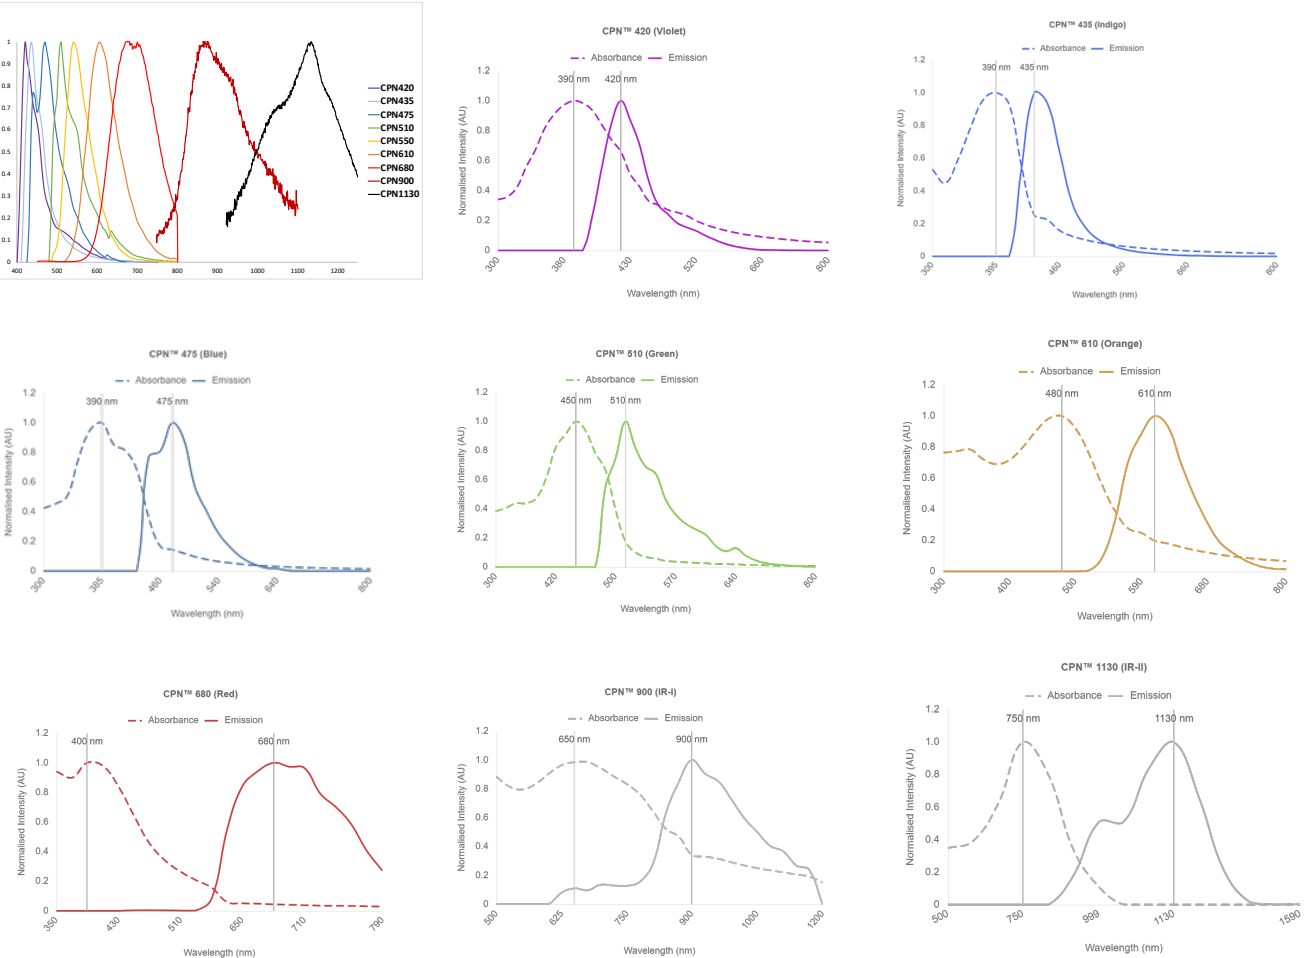 1
0.9
0.8
0.7
0.6
0.5
0.4
0.3
0.2
0.1
0
400 500 600 700 800 900 1000 1100 1200
CPN420
CPN435
CPN475
CPN510
CPN550
CPN610
CPN680
CPN900
CPN1130
CPN™ 420 (Violet)
Absorbance Emission
390 nm 420 nm
Normalised Intensity (AU)
1.2
1.0
0.8
0.6
0.4
0.2
0
300 390 430 520 660 800
Wavelength (nm)
CPN™ 435 (Indigo)
Absorbance Emission
390 nm 435 nm
Normalised Intensity (AU)
1.2
1.0
0.8
0.6
0.4
0.2
0
300 395 460 560 660 800
Wavelength (nm)
CPN™ 475 (Blue)
Absorbance Emission
390 nm 475 nm
Normalised Intensity (AU)
1.2
1.0
0.8
0.6
0.4
0.2
0
300 385 460 540 640 800
Wavelength (nm)
CPN™ 510 (Green)
Absorbance Emission
450 nm 510 nm
Normalised Intensity (AU)
1.2
1.0
0.8
0.6
0.4
0.2
0
300 420 500 570 640 800
Wavelength (nm)
CPN™ 610 (Orange)
Absorbance Emission
480 nm 610 nm
Normalised Intensity (AU)
1.2
1.0
0.8
0.6
0.4
0.2
0
300 400 500 590 680 800
Wavelength (nm)
CPN™ 680 (Red)
Absorbance Emission
400 nm 680 nm
Normalised Intensity (AU)
1.2
1.0
0.8
0.6
0.4
0.2
0
350 430 510 650 710 790
Wavelength (nm)
CPN™ 900 (IR-I)
Absorbance Emission
650 nm 900 nm
Normalised Intensity (AU)
1.2
1.0
0.8
0.6
0.4
0.2
0
500 625 750 900 1000 1200
Wavelength (nm)
CPN™ 1130 (IR-II)
Absorbance Emission
750 nm 1130 nm
Normalised Intensity (AU)
1.2
1.0
0.8
0.6
0.4
0.2
0
500 750 999 1130 1590
Wavelength (nm)